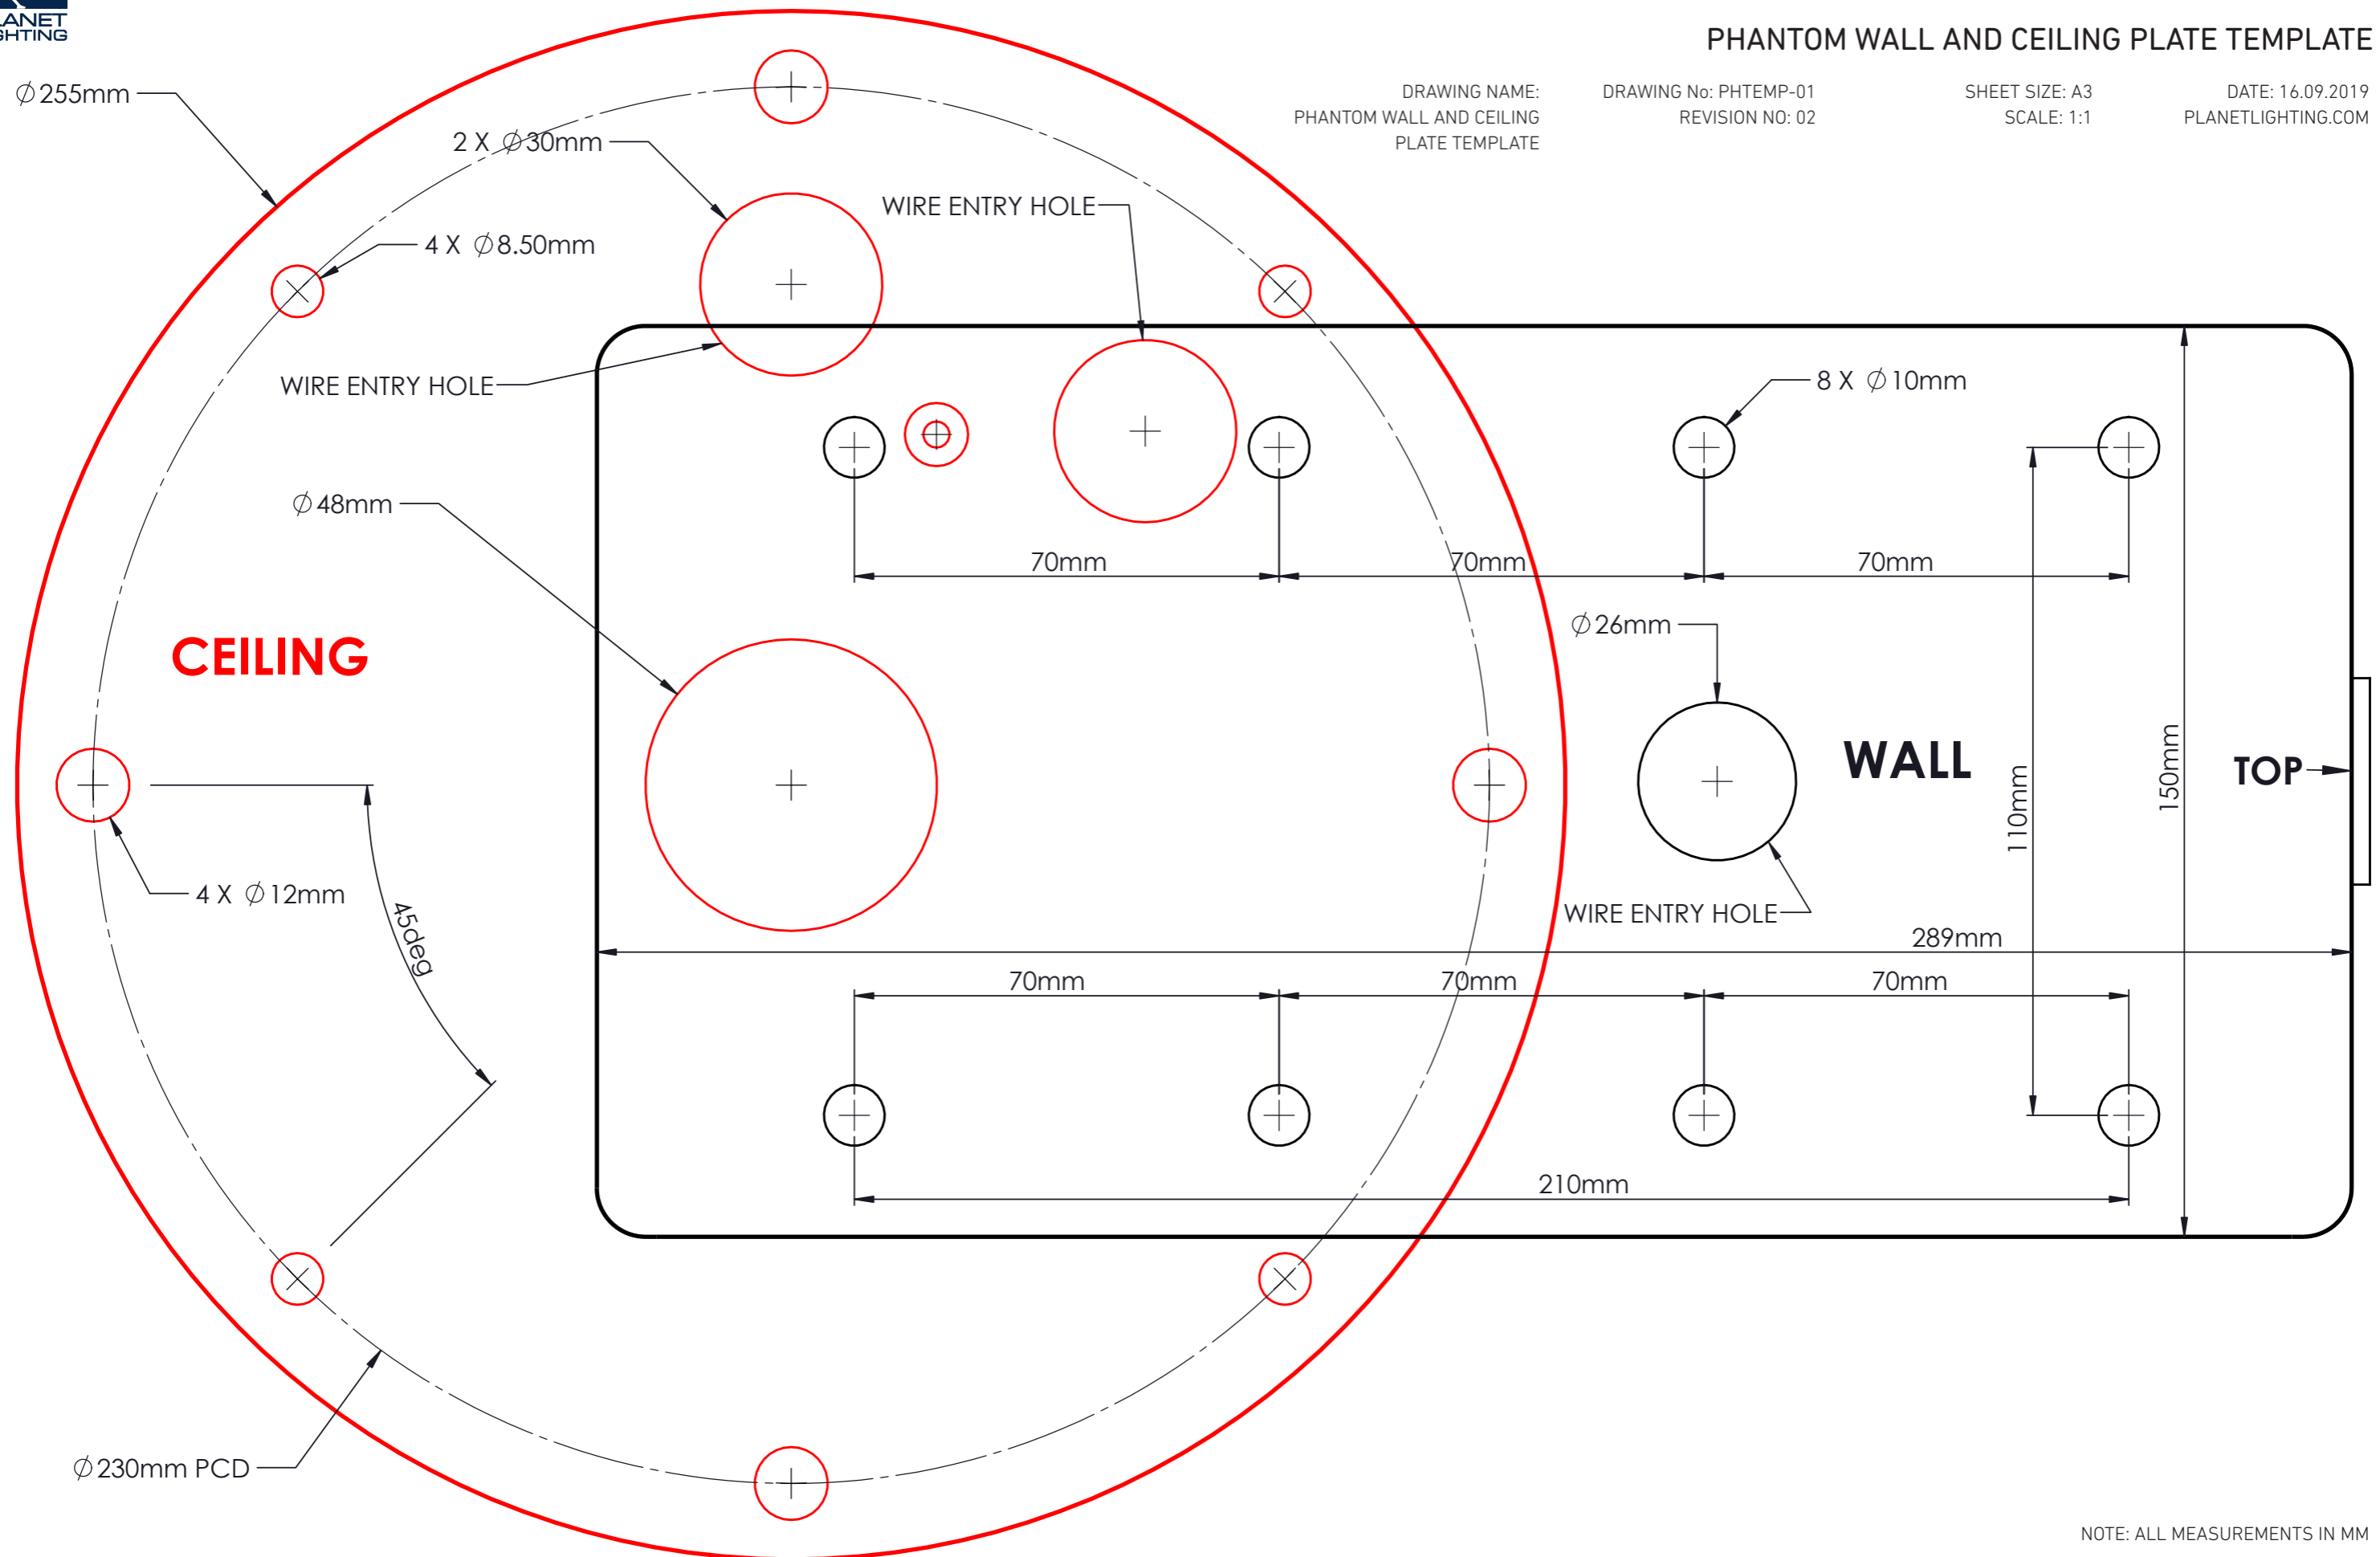 LANET
GHTING
PHANTOM WALL AND CEILING PLATE TEMPLATE
DRAWING NAME:
PHANTOM WALL AND CEILING
PLATE TEMPLATE
DRAWING No: PHTEMP-01
REVISION NO: 02
SHEET SIZE: A3
SCALE: 1:1
DATE: 16.09.2019
PLANETLIGHTING.COM
∅255mm
2 X ∅30mm
WIRE ENTRY HOLE
4 X ∅8.50mm
WIRE ENTRY HOLE
8 X ∅10mm
∅48mm
70mm
70mm
70mm
∅26mm
CEILING
WALL
TOP
110mm
150mm
4 X ∅12mm
45deg
WIRE ENTRY HOLE
289mm
70mm
70mm
70mm
210mm
∅230mm PCD
NOTE: ALL MEASUREMENTS IN MM